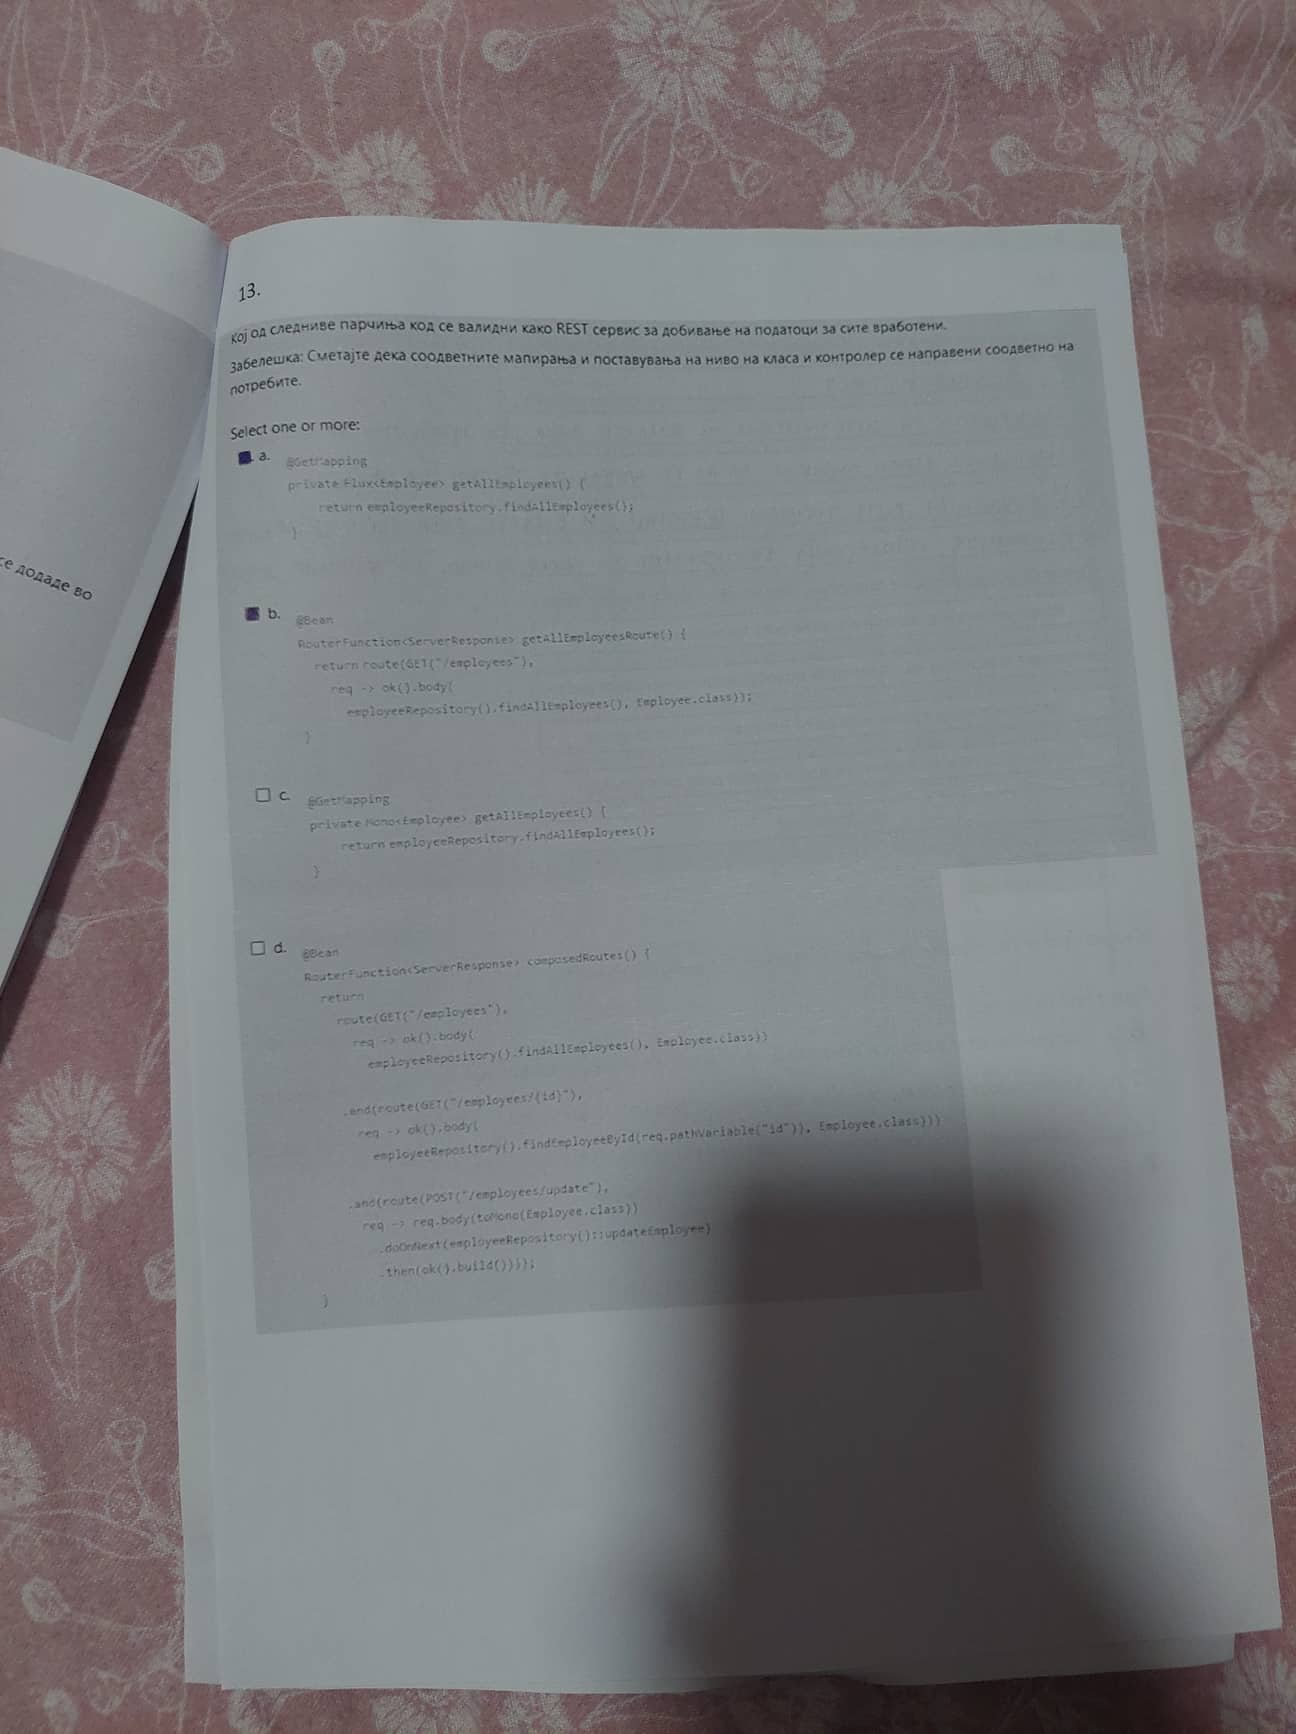 13.
Кој од следниве парчиња код се валидни како REST сервис за добивање на податоци за сите вработени.
Забелешка: Сметајте дека соодветните мапирања и поставувања на ниво на класа и контролер се направени соодветно на
потребите.
Select one or more:
a. @GetMapping
private Flux<Employee> getAllEmployees() {
return employeeRepository.findAllEmployees();
}
се додаде во
b. @Bean
RouterFunction<ServerResponse> getAllEmployeesRoute() {
return route(GET("/employees"),
req -> ok().body(
employeeRepository().findAllEmployees(), Employee.class));
}
c. @GetMapping
private Mono<Employee> getAllEmployees() {
return employeeRepository.findAllEmployees();
}
d. @Bean
RouterFunction<ServerResponse> composedRoutes() {
return
route(GET("/employees"),
req -> ok().body(
employeeRepository().findAllEmployees(), Employee.class))
.and(route(GET("/employees/{id}"),
req -> ok().body(
employeeRepository().findEmployeeById(req.pathVariable("id")), Employee.class)))
.and(route(POST("/employees/update"),
req -> req.body(toMono(Employee.class))
.doOnNext(employeeRepository()::updateEmployee)
.then(ok().build())));
}